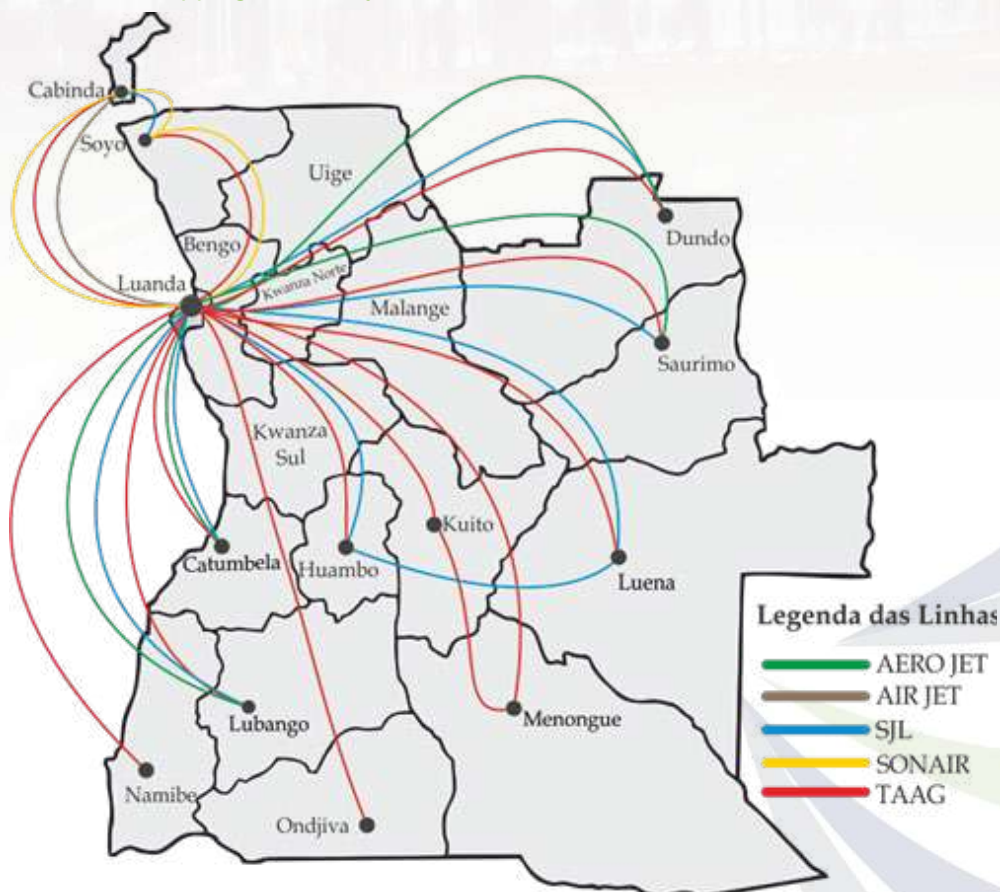 Cabinda
Soyo
Uige
Bengo
Dundo
Luanda
Kwanza Norte
Malange
Saurimo
Kwanza
Sul
Kuito
Catumbela
Huambo
Luena
Legenda das Linhas
AERO JET
AIR JET
SJL
SONAIR
TAAG
Lubango
Menongue
Namibe
Ondjiva